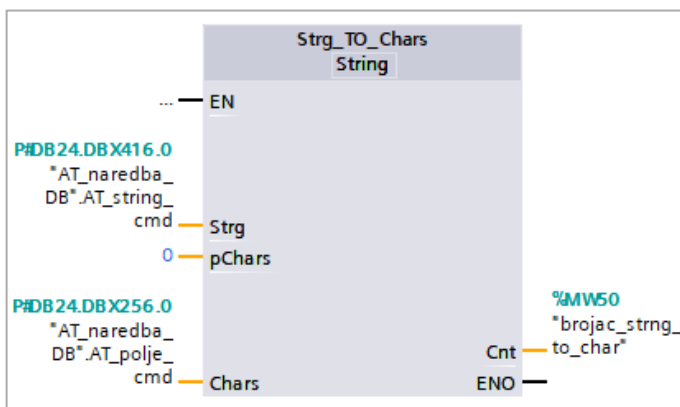 Strg_TO_Chars
String
...
EN
P#DB24.DBX416.0
"AT_naredba_
DB".AT_string_
cmd
Strg
0
pChars
P#DB24.DBX256.0
"AT_naredba_
DB".AT_polje_
cmd
Chars
%MW50
"brojac_strng_
to_char"
Cnt
ENO